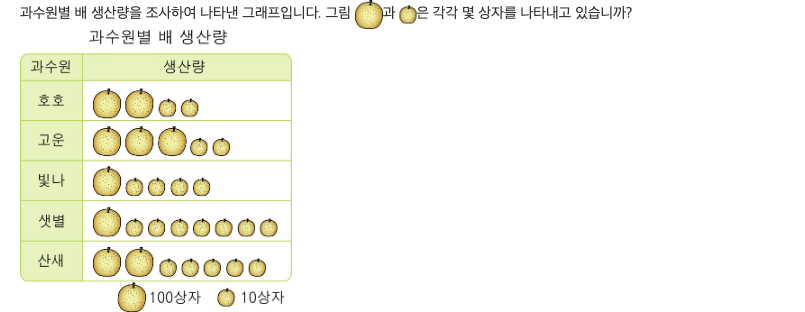 과수원별 배 생산량을 조사하여 나타낸 그래프입니다. 그림 과 은 각각 몇 상자를 나타내고 있습니까?
과수원별 배 생산량
과수원 생산량
호호
고운
빛나
샛별
산새
100상자 10상자